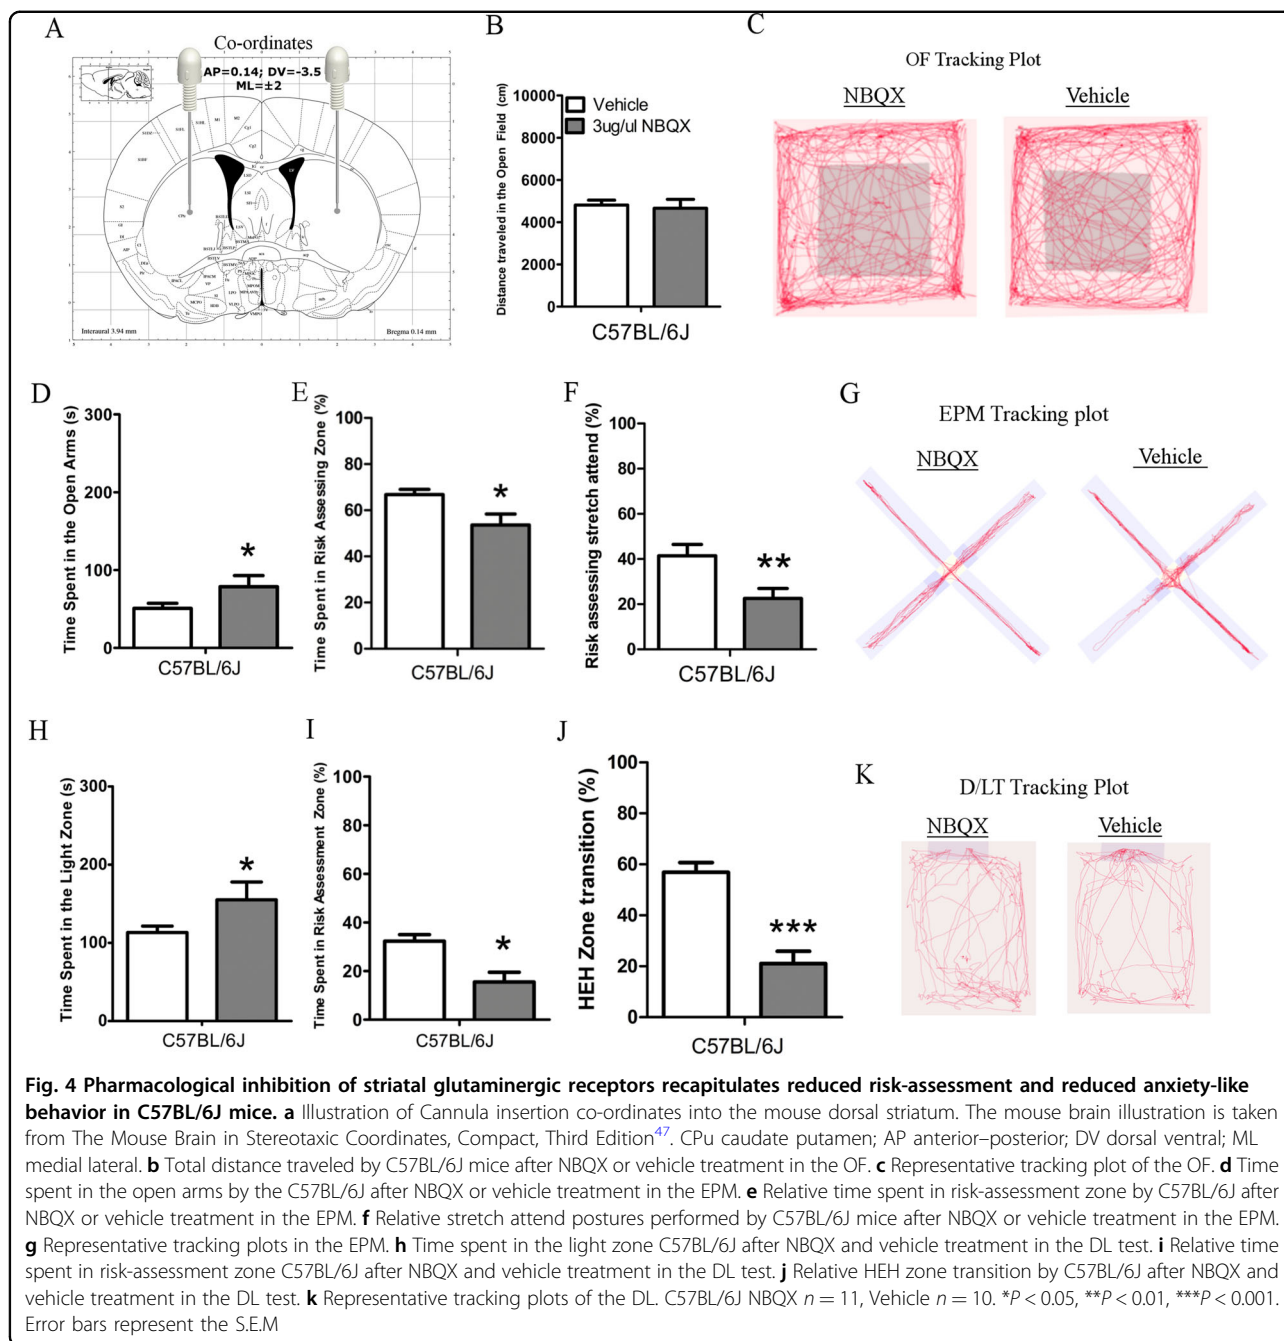 A
Co-ordinates
AP=0.14; DV=-3.5
ML=±2
Interaural 3.94 mm
Bregma 0.14 mm
B
Distance traveled in the Open Field (cm)
10000
8000
6000
4000
2000
0
Vehicle
3ug/ul NBQX
C57BL/6J
C
OF Tracking Plot
NBQX
Vehicle
D
Time Spent in the Open Arms (s)
300
200
100
0
*
C57BL/6J
E
Time Spent in Risk Assessing Zone (%)
100
80
60
40
20
0
*
C57BL/6J
F
Risk assessing stretch attend (%)
100
80
60
40
20
0
**
C57BL/6J
G
EPM Tracking plot
NBQX
Vehicle
H
Time Spent in the Light Zone (s)
300
200
100
0
*
C57BL/6J
I
Time Spent in Risk Assessment Zone (%)
100
80
60
40
20
0
*
C57BL/6J
J
HEH Zone transition (%)
100
80
60
40
20
0
***
C57BL/6J
K
D/LT Tracking Plot
NBQX
Vehicle
Fig. 4 Pharmacological inhibition of striatal glutaminergic receptors recapitulates reduced risk-assessment and reduced anxiety-like
behavior in C57BL/6J mice. a Illustration of Cannula insertion co-ordinates into the mouse dorsal striatum. The mouse brain illustration is taken
from The Mouse Brain in Stereotaxic Coordinates, Compact, Third Edition47. CPu caudate putamen; AP anterior–posterior; DV dorsal ventral; ML
medial lateral. b Total distance traveled by C57BL/6J mice after NBQX or vehicle treatment in the OF. c Representative tracking plot of the OF. d Time
spent in the open arms by the C57BL/6J after NBQX or vehicle treatment in the EPM. e Relative time spent in risk-assessment zone by C57BL/6J after
NBQX or vehicle treatment in the EPM. f Relative stretch attend postures performed by C57BL/6J mice after NBQX or vehicle treatment in the EPM.
g Representative tracking plots in the EPM. h Time spent in the light zone C57BL/6J after NBQX and vehicle treatment in the DL test. i Relative time
spent in risk-assessment zone C57BL/6J after NBQX and vehicle treatment in the DL test. j Relative HEH zone transition by C57BL/6J after NBQX and
vehicle treatment in the DL test. k Representative tracking plots of the DL. C57BL/6J NBQX n = 11, Vehicle n = 10. *P < 0.05, **P < 0.01, ***P < 0.001.
Error bars represent the S.E.M